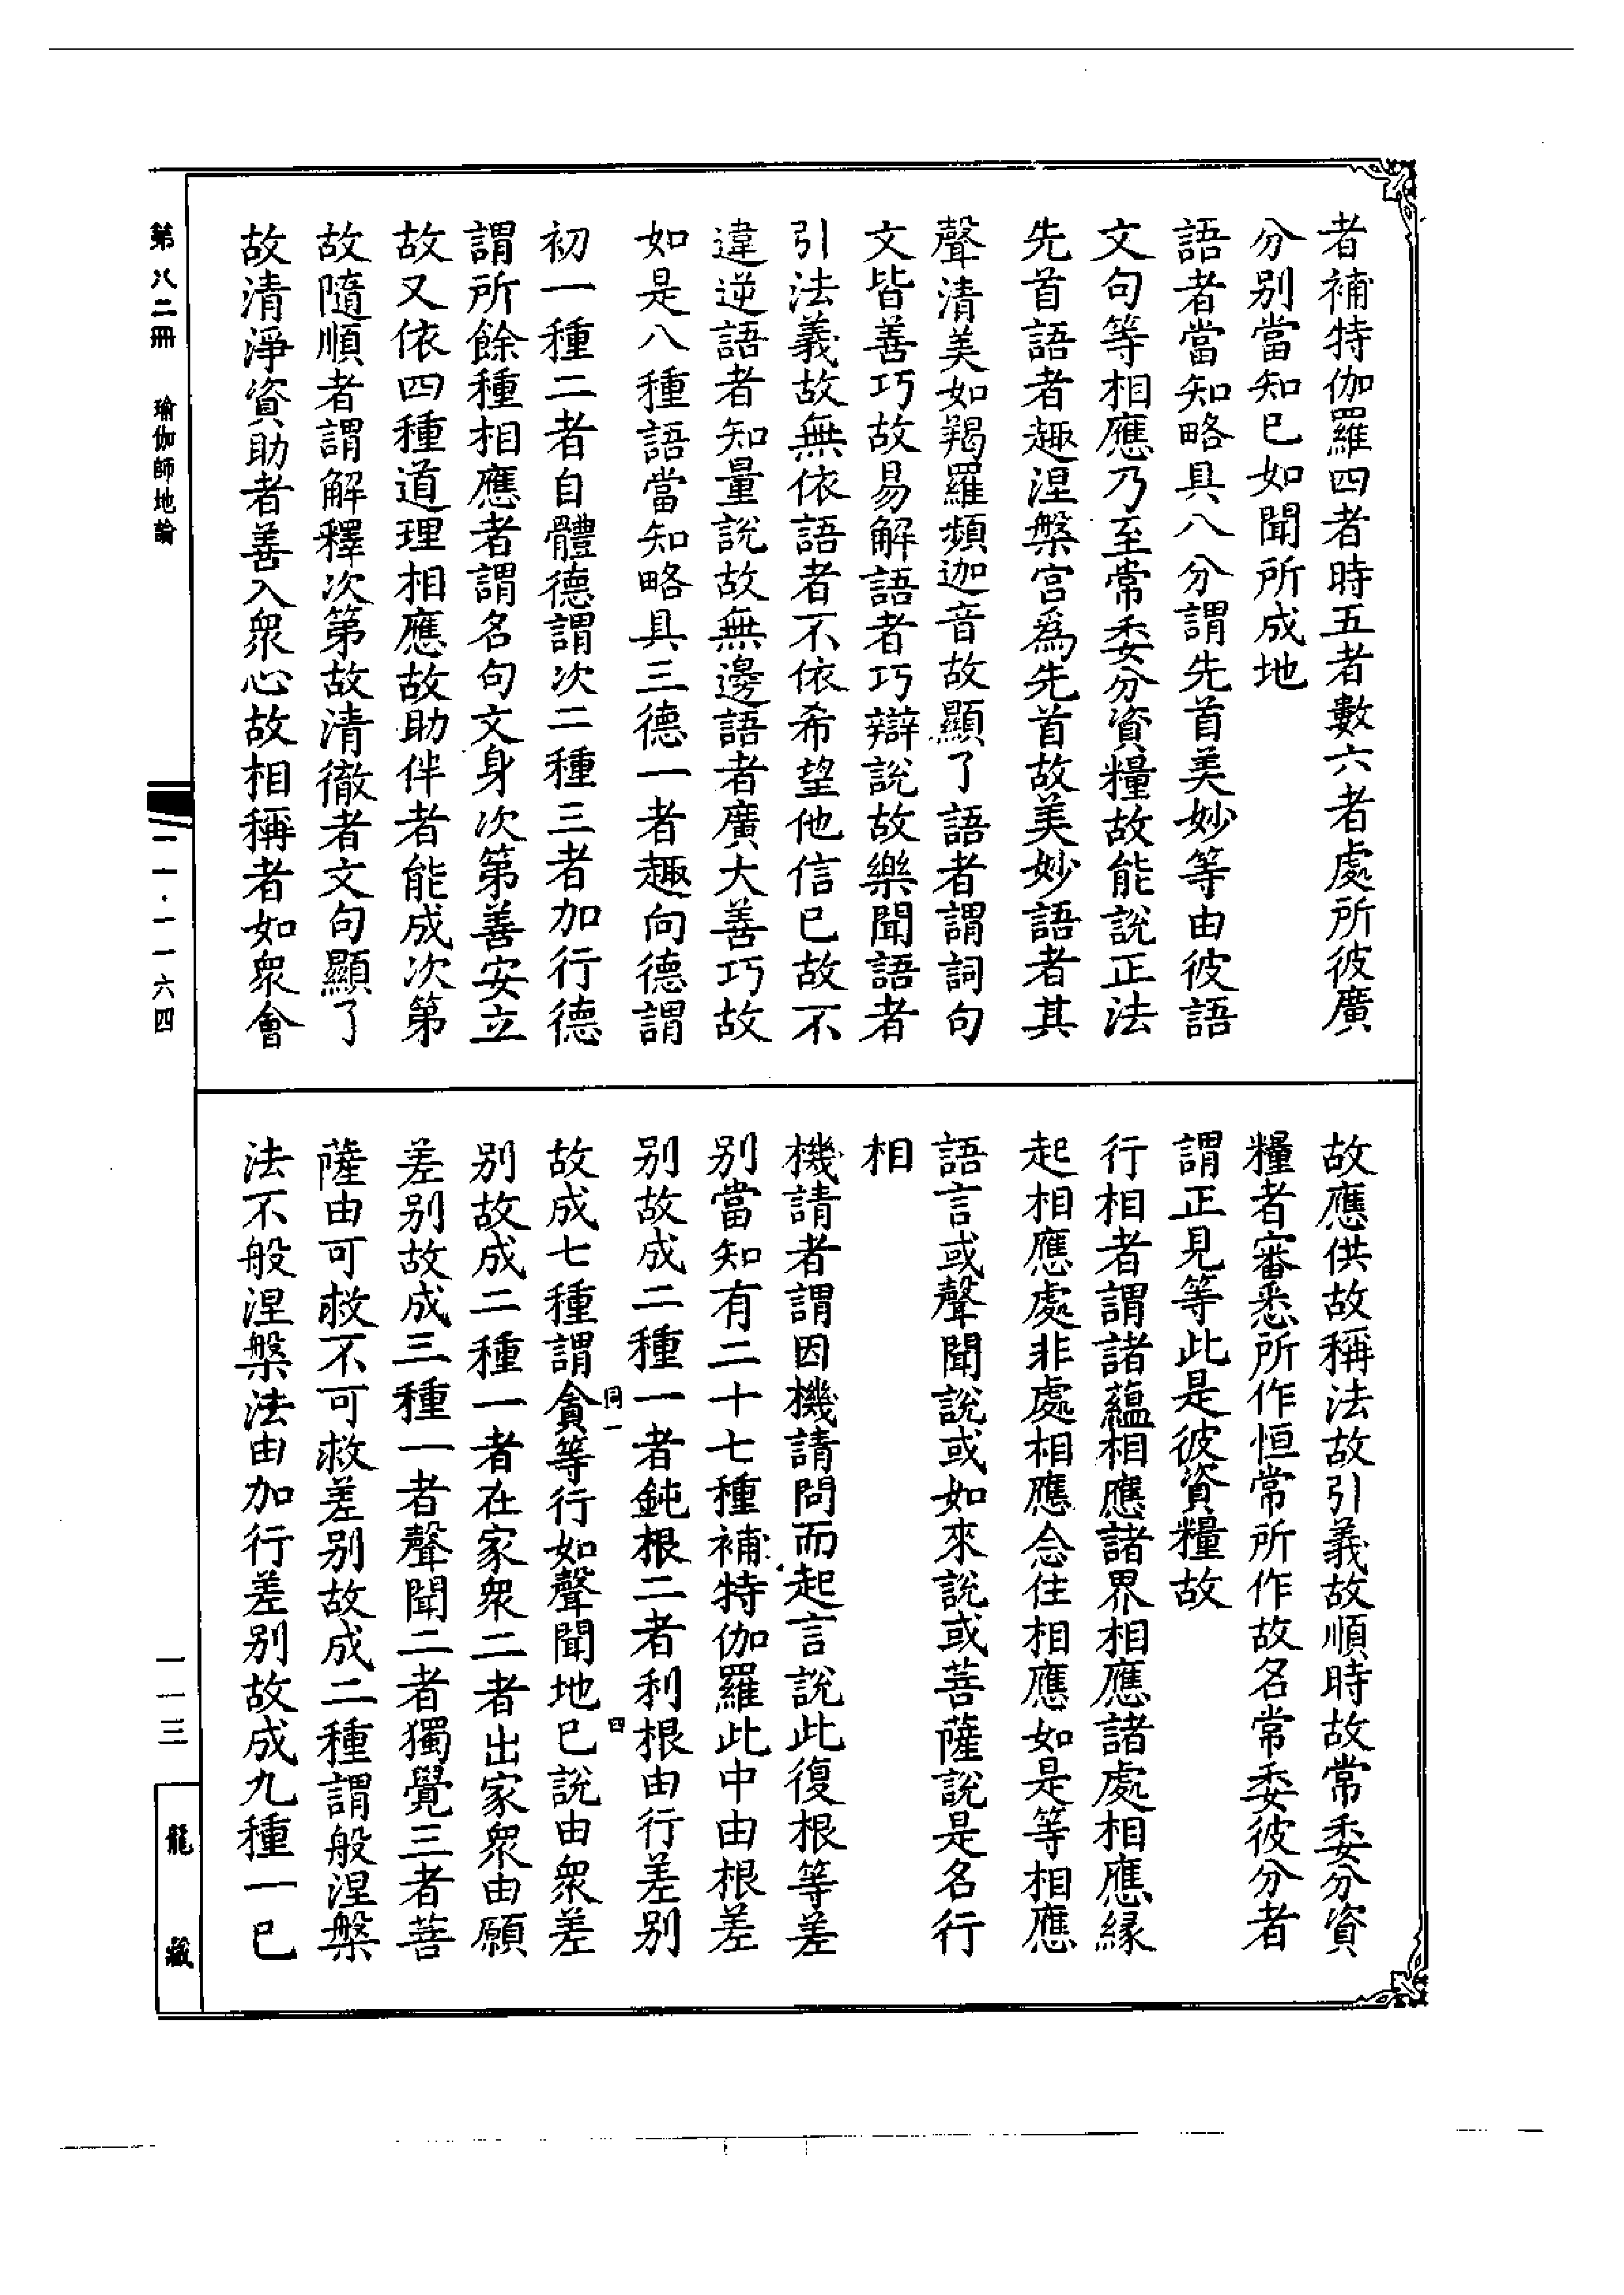 者補特伽羅四者時五者數六者處所彼廣
分别當知已如聞所成地
語者當知略具八分謂先首美妙等由彼語
文句等相應乃至常委分資糧故能說正法
先首語者趣涅槃宫爲先首故美妙語者其
聲清美如羯羅頻迦音故顯了語者謂詞句
文皆善巧故易解語者巧辯說故樂聞語者
引法義故無依語者不依希望他信已故不
違逆語者知量說故無邊語者廣大善巧故
如是八種語當知略具三德一者趣向德謂
初一種二者自體德謂次二種三者加行德
謂所餘種相應者謂名句文身次第善安立
故又依四種道理相應故助伴者能成次第
故隨順者謂解釋次第故清徹者文句顯了
故清淨資助者善入衆心故相稱者如衆會
故應供故稱法故引義故順時故常委分資
糧者審悉所作恒常所作故名常委彼分者
謂正見等此是彼資糧故
行相者謂諸蘊相應諸界相應諸處相應緣
起相應處非處相應念住相應如是等相應
語言或聲聞說或如來說或菩薩說是名行
相
機請者謂因機請問而起言說此復根等差
别當知有二十七種補特伽羅此中由根差
别故成二種一者鈍根二者利根由行差别
故成七種謂貪等行如聲聞地已說由衆差
别故成二種一者在家衆二者出家衆由願
差别故成三種一者聲聞二者獨覺三者菩
薩由可救不可救差别故成二種謂般涅槃
法不般涅槃法由加行差别故成九種一已
同一
四
第八二冊 瑜伽師地論
一一·一一六四
一一三
龍藏